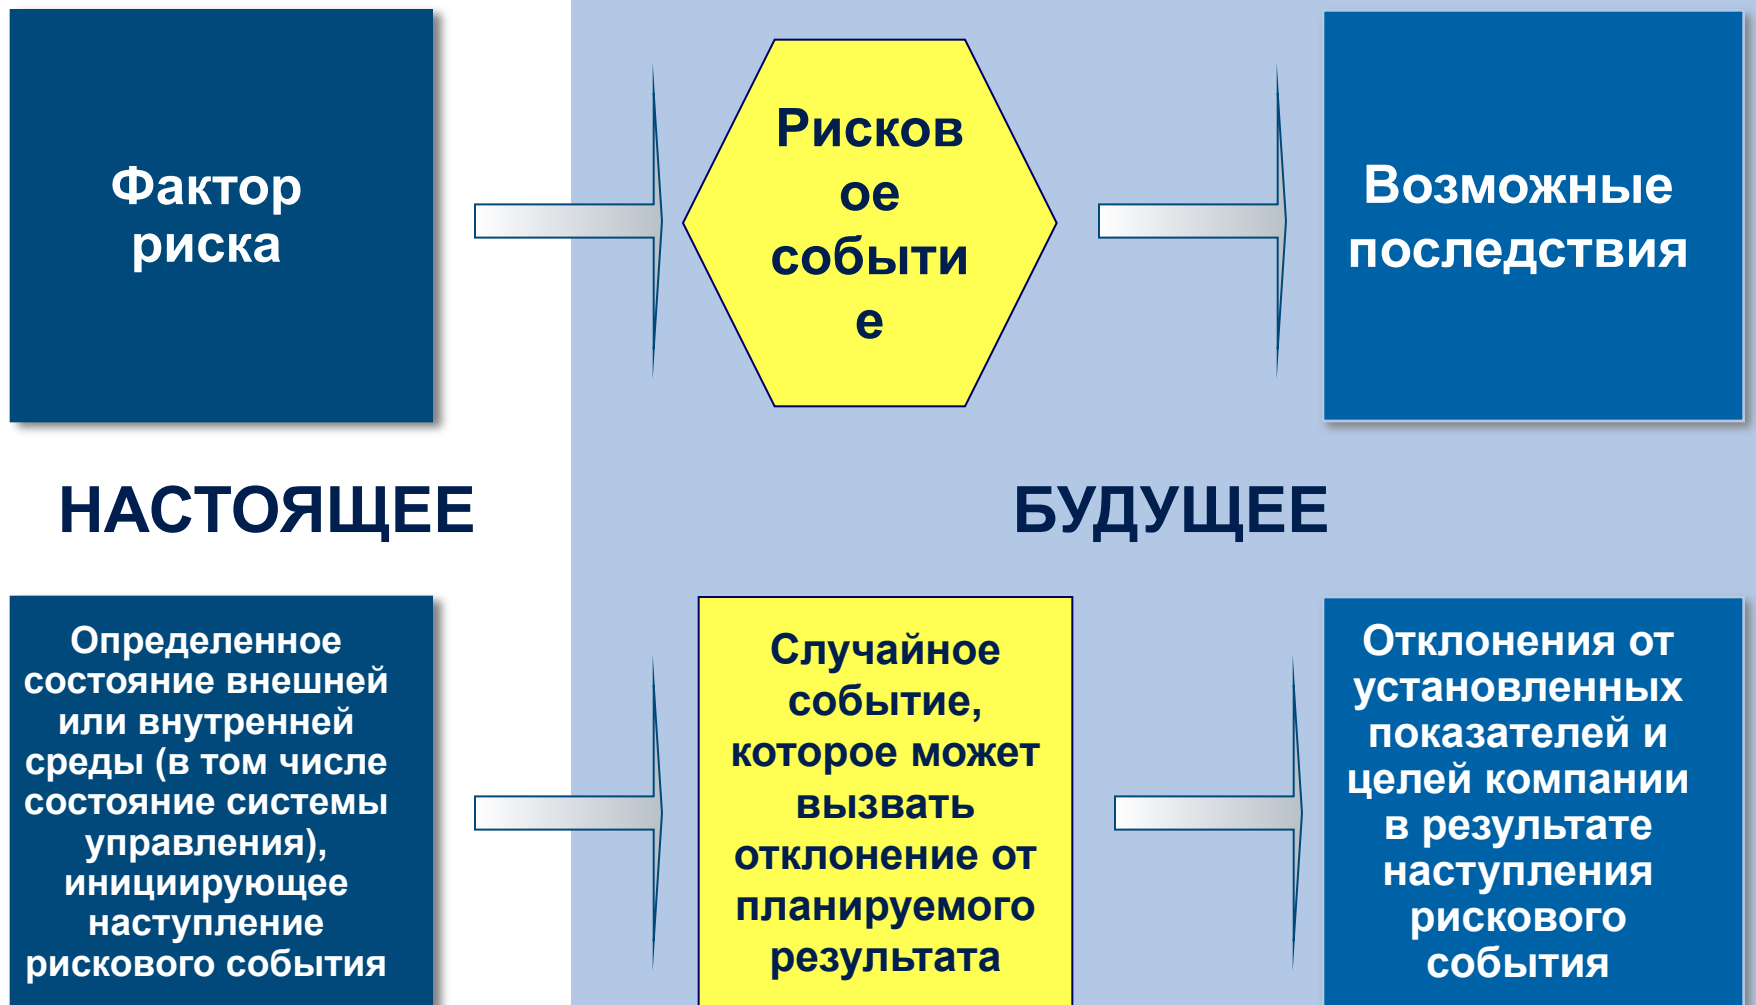 Фактор
риска
Рисков
ое
событи
е
Возможные
последствия
НАСТОЯЩЕЕ
БУДУЩЕЕ
Определенное
состояние внешней
или внутренней
среды (в том числе
состояние системы
управления),
инициирующее
наступление
рискового события
Случайное
событие,
которое может
вызвать
отклонение от
планируемого
результата
Отклонения от
установленных
показателей и
целей компании
в результате
наступления
рискового
события